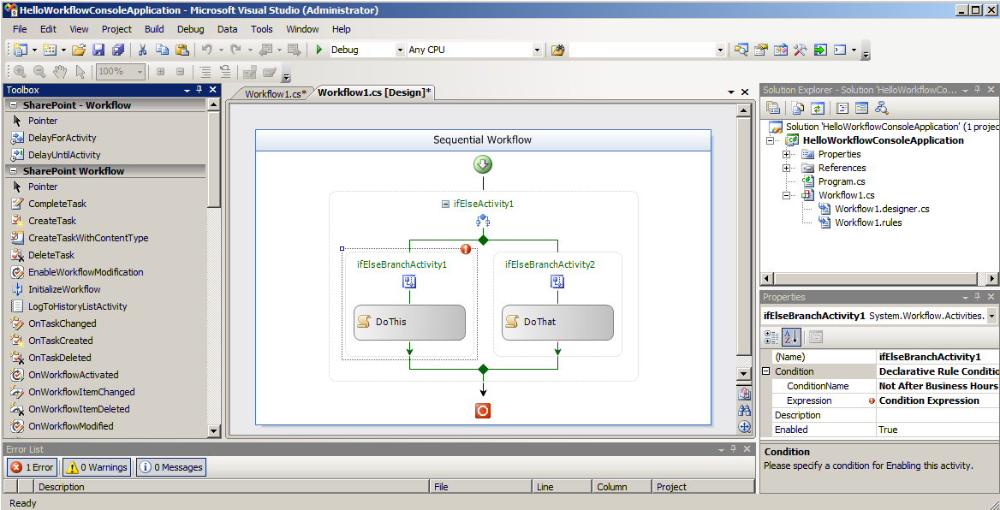 HelloWorkflowConsoleApplication - Microsoft Visual Studio (Administrator)
File Edit View Project Build Debug Data Tools Window Help
Debug Any CPU
100%
Toolbox
SharePoint - Workflow
Pointer
DelayForActivity
DelayUntilActivity
SharePoint Workflow
Pointer
CompleteTask
CreateTask
CreateTaskWithContentType
DeleteTask
EnableWorkflowModification
InitializeWorkflow
LogToHistoryListActivity
OnTaskChanged
OnTaskCreated
OnTaskDeleted
OnWorkflowActivated
OnWorkflowItemChanged
OnWorkflowItemDeleted
OnWorkflowModified
Workflow1.cs* Workflow1.cs [Design]*
Sequential Workflow
ifElseActivity1
ifElseBranchActivity1 ifElseBranchActivity2
DoThis DoThat
Solution Explorer - Solution 'HelloWorkflowCo...
Solution 'HelloWorkflowConsoleApplication' (1 projec
HelloWorkflowConsoleApplication
Properties
References
Program.cs
Workflow1.cs
Workflow1.designer.cs
Workflow1.rules
Properties
ifElseBranchActivity1 System.Workflow.Activities.
(Name) ifElseBranchActivity1
Condition Declarative Rule Conditio
ConditionName Not After Business Hours
Expression Condition Expression
Description
Enabled True
Condition
Please specify a condition for Enabling this activity.
Error List
1 Error 0 Warnings 0 Messages
Description File Line Column Project
Ready